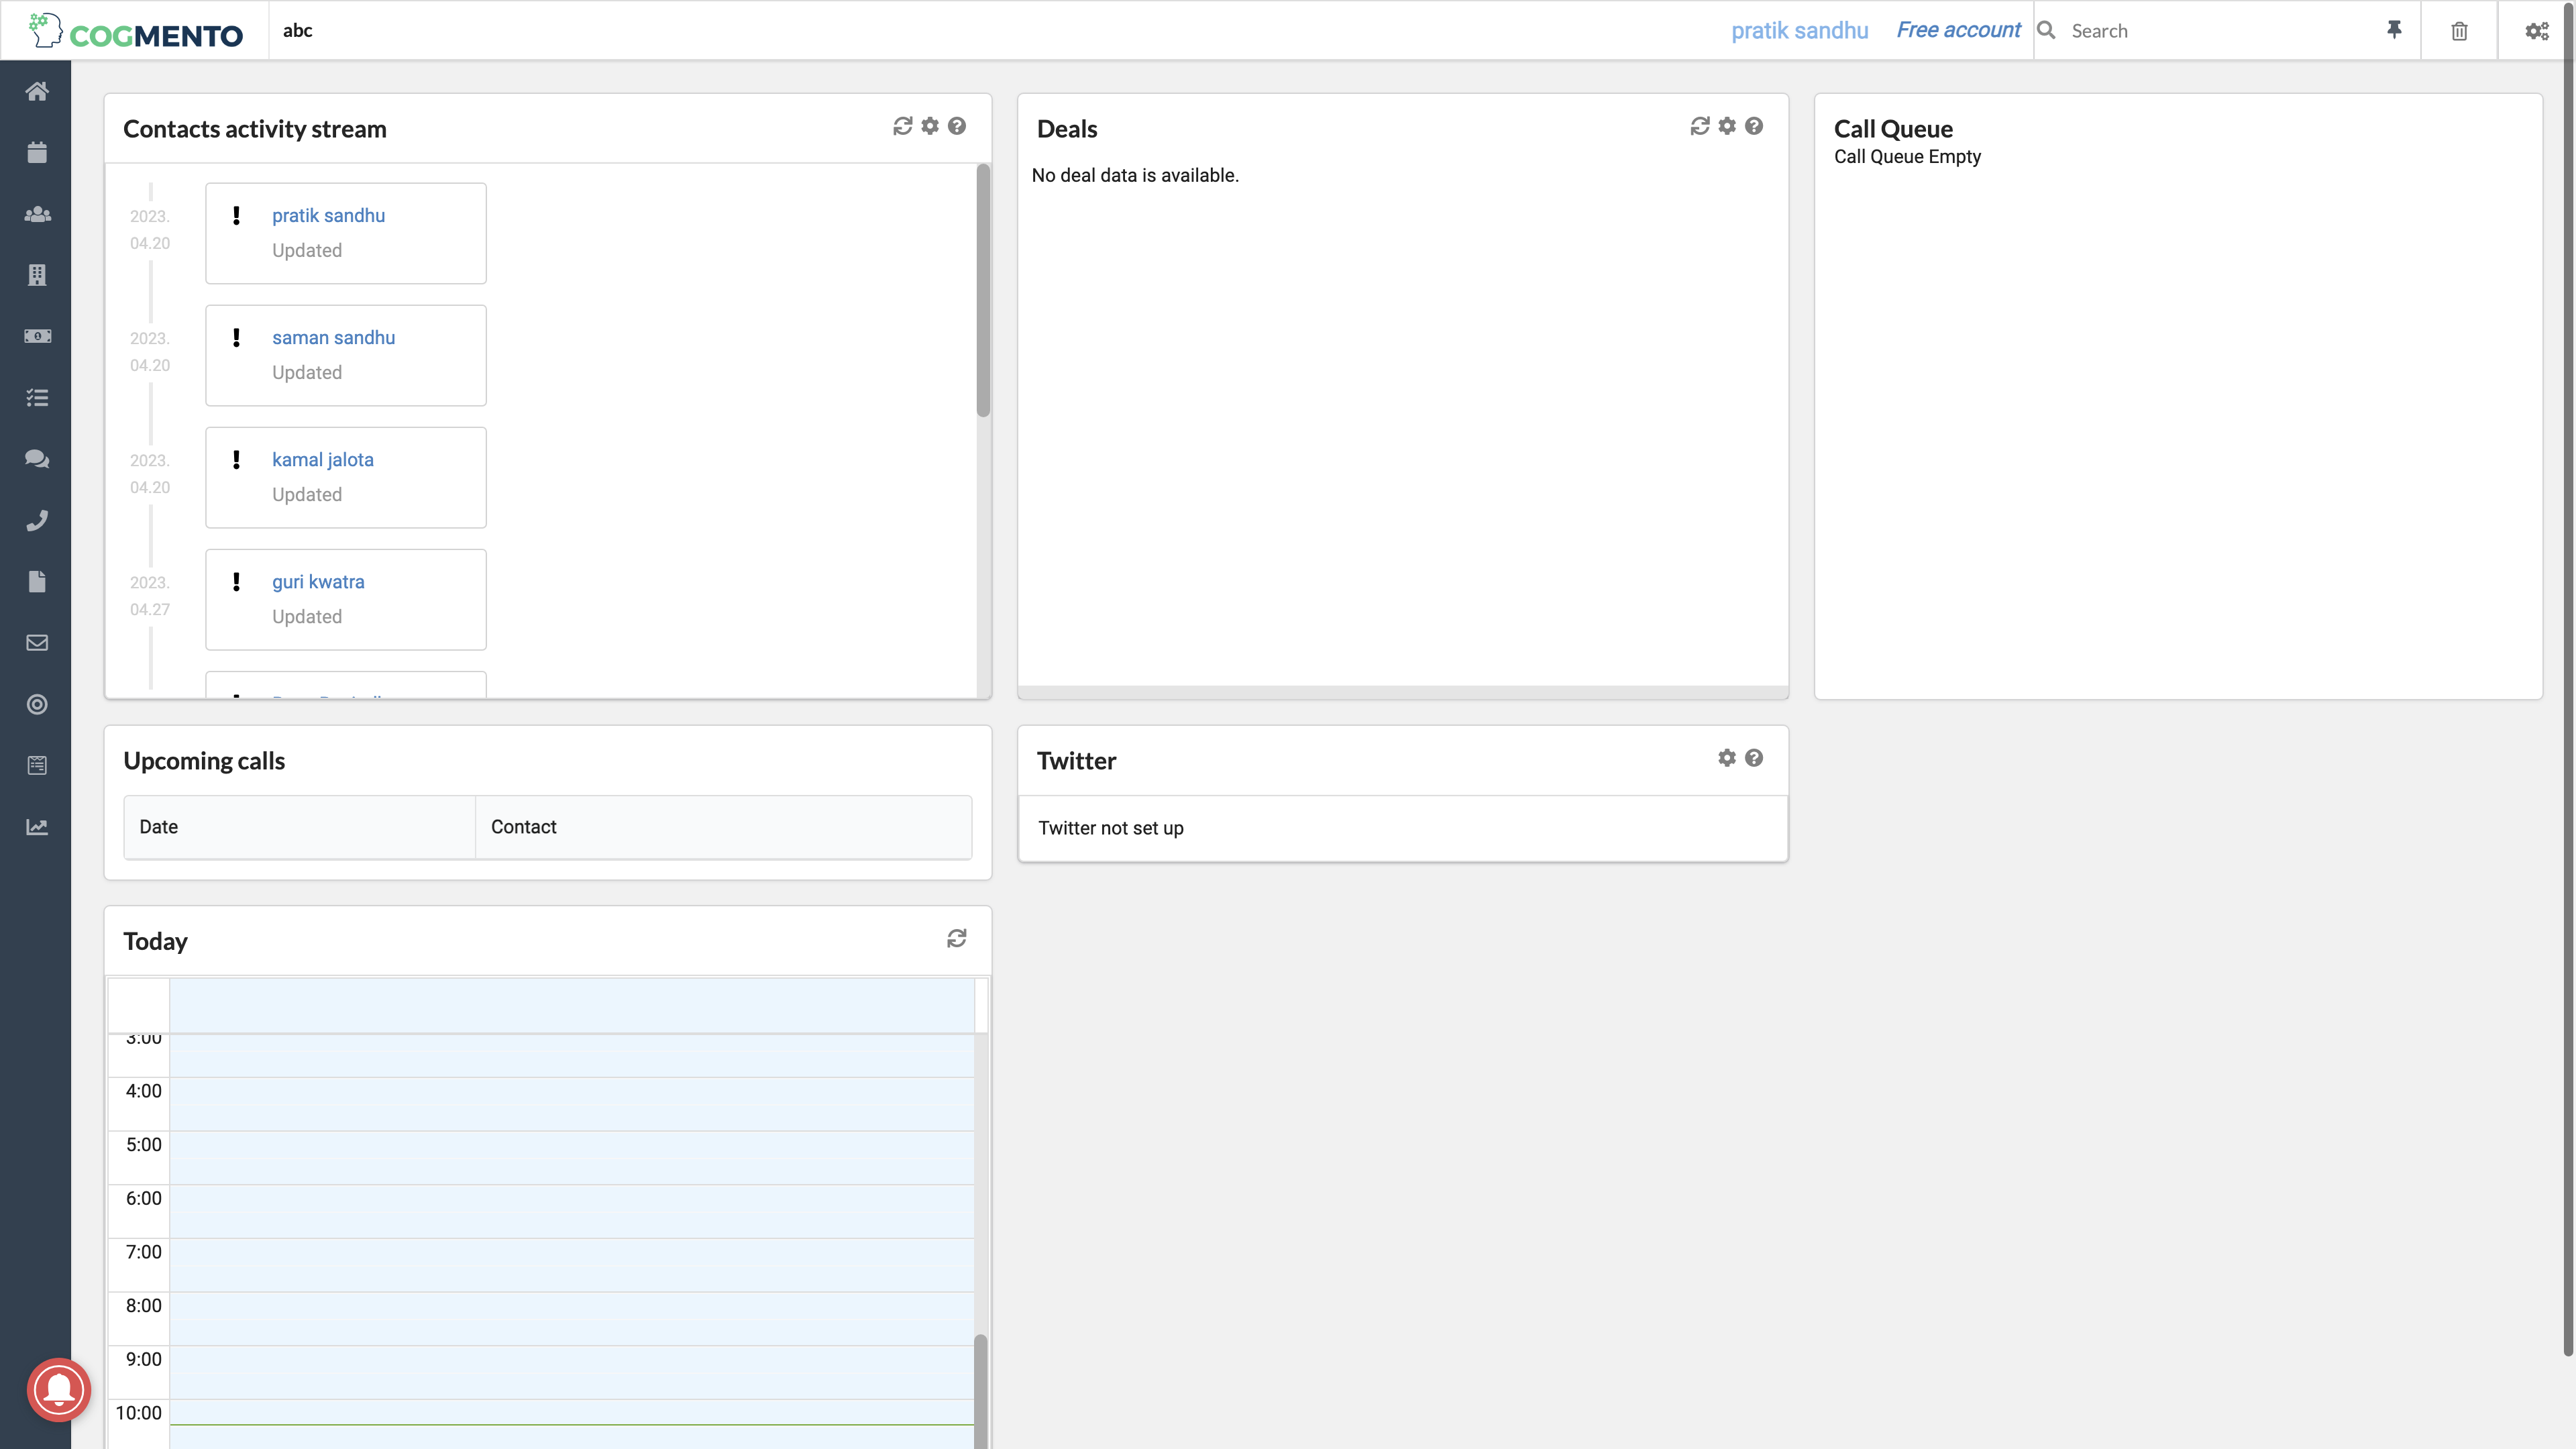 COGMENTO
abc
pratik sandhu
Free account
Search
Contacts activity stream
2023.
04.20
pratik sandhu
Updated
2023.
04.20
saman sandhu
Updated
2023.
04.20
kamal jalota
Updated
2023.
04.27
guri kwatra
Updated
Deals
No deal data is available.
Call Queue
Call Queue Empty
Upcoming calls
Date
Contact
Twitter
Twitter not set up
Today
3:00
4:00
5:00
6:00
7:00
8:00
9:00
10:00